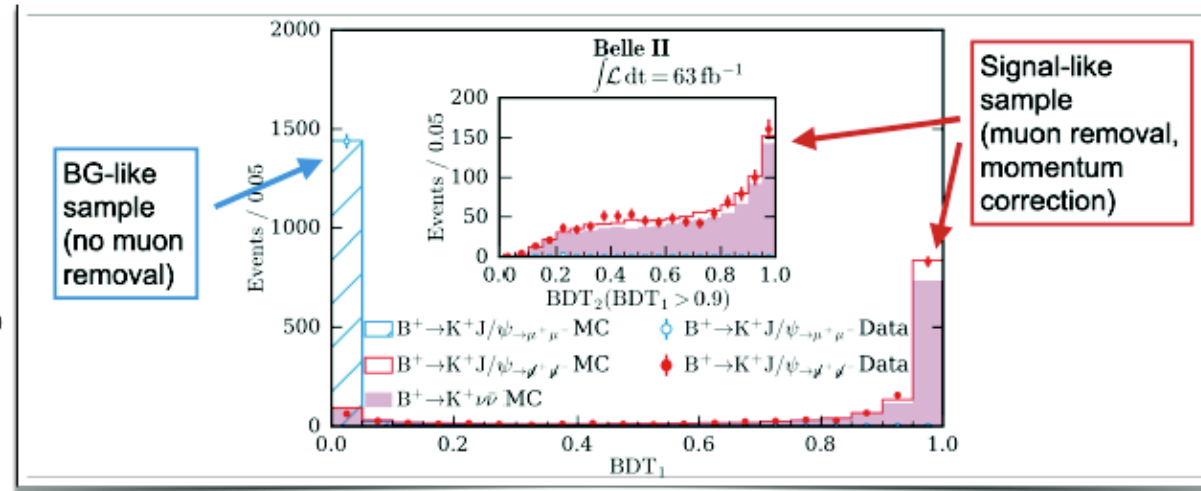 2000
Belle II
∫ℒ dt = 63 fb⁻¹
Signal-like
sample
(muon removal,
momentum
correction)
BG-like
sample
(no muon
removal)
Events / 0.05
1500
1000
500
0
Events / 0.05
200
150
100
50
0
0.0 0.2 0.4 0.6 0.8 1.0
BDT₂(BDT₁ > 0.9)
B⁺→K⁺J/ψ→μ⁺μ⁻ MC
B⁺→K⁺J/ψ→μ⁺μ⁻ Data
B⁺→K⁺J/ψ→μ̸⁺μ̸⁻ MC
B⁺→K⁺J/ψ→μ̸⁺μ̸⁻ Data
B⁺→K⁺νν̄ MC
0.0 0.2 0.4 0.6 0.8 1.0
BDT₁